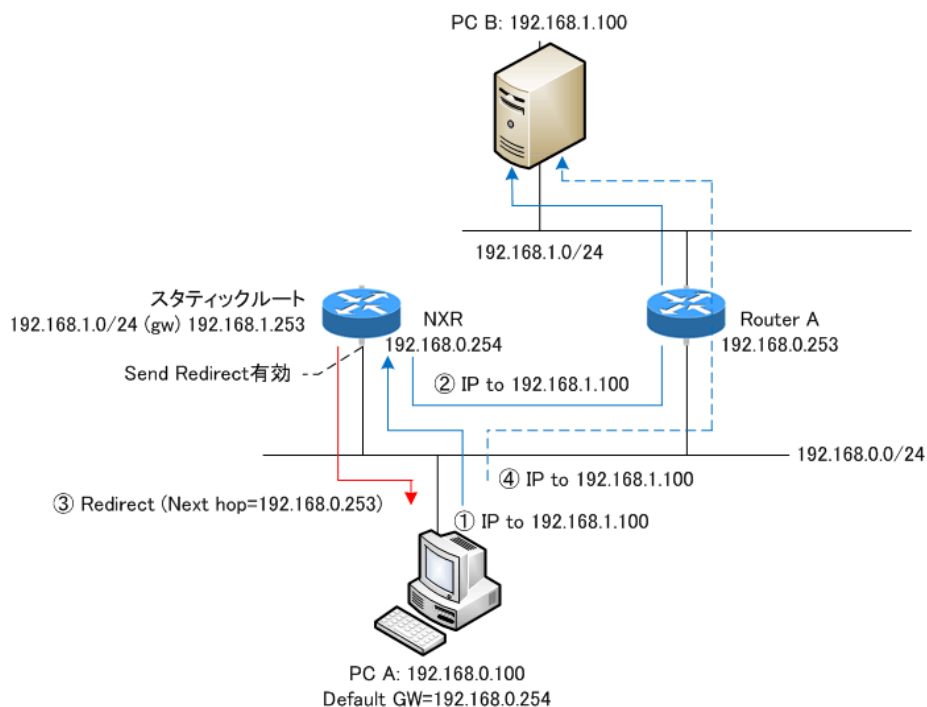 PC B: 192.168.1.100
192.168.1.0/24
スタティックルート
192.168.1.0/24 (gw) 192.168.1.253
NXR
192.168.0.254
Router A
192.168.0.253
Send Redirect有効
② IP to 192.168.1.100
192.168.0.0/24
③ Redirect (Next hop=192.168.0.253)
④ IP to 192.168.1.100
① IP to 192.168.1.100
PC A: 192.168.0.100
Default GW=192.168.0.254